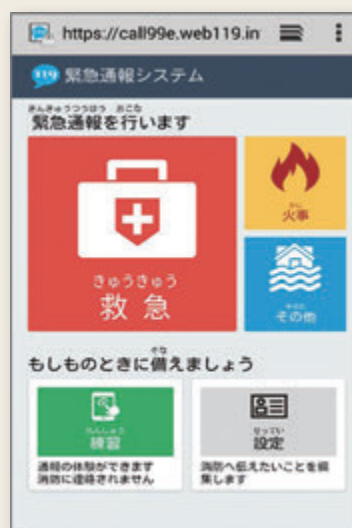 https://call99e.web119.in
119 緊急通報システム
きんきゅうつうほう おこな
緊急通報を行います
きゅうきゅう
救急
かじ
火事
そのた
その他
そな
もしものときに備えましょう
れんしゅう
練習
通報の体験ができます
消防に連絡されません
せってい
設定
消防へ伝えたいことを編
集します